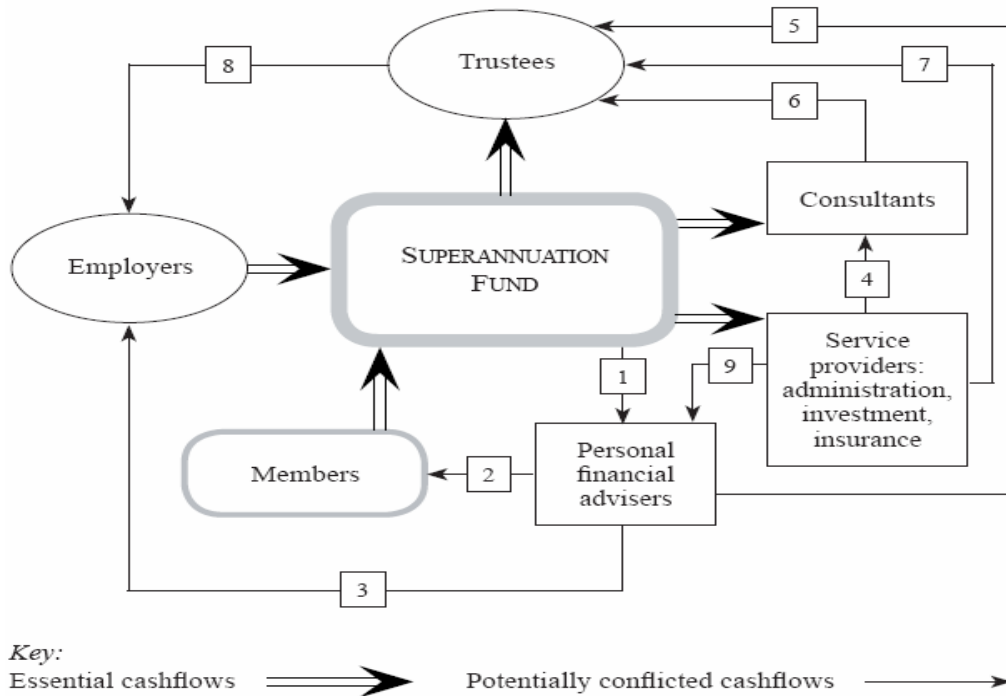 5
Trustees
8
7
6
Consultants
SUPERANNUATION
FUND
Employers
4
Service
providers:
administration,
investment,
insurance
1
9
Personal
financial
advisers
Members
2
3
Key:
Essential cashflows
Potentially conflicted cashflows